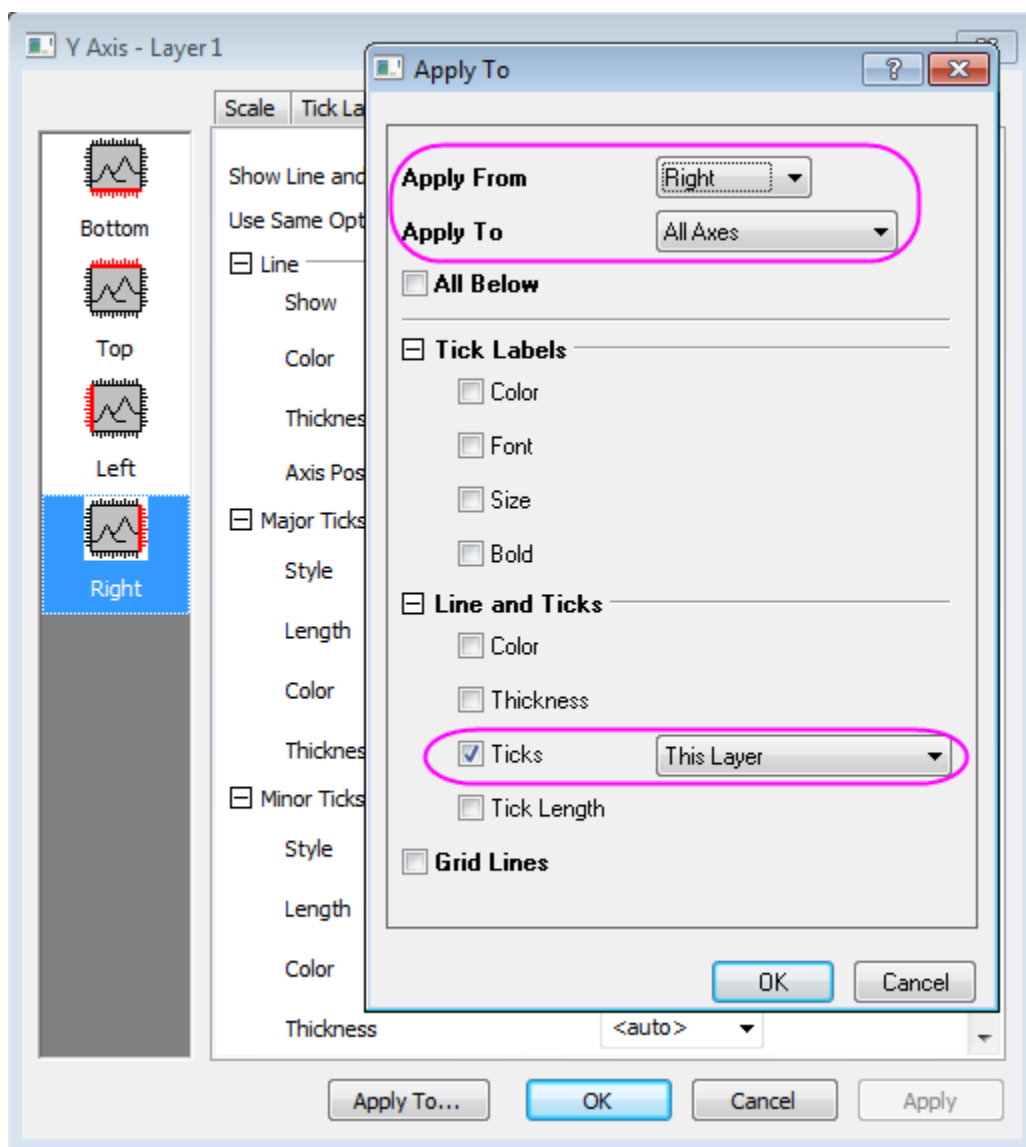 Y Axis - Layer 1
Scale Tick La
Bottom
Top
Left
Right
Show Line and
Use Same Opt
Line
Show
Color
Thicknes
Axis Pos
Major Ticks
Style
Length
Color
Thicknes
Minor Ticks
Style
Length
Color
Thickness <auto>
Apply To... OK Cancel Apply
Apply To
Apply From Right
Apply To All Axes
All Below
Tick Labels
Color
Font
Size
Bold
Line and Ticks
Color
Thickness
Ticks This Layer
Tick Length
Grid Lines
OK Cancel